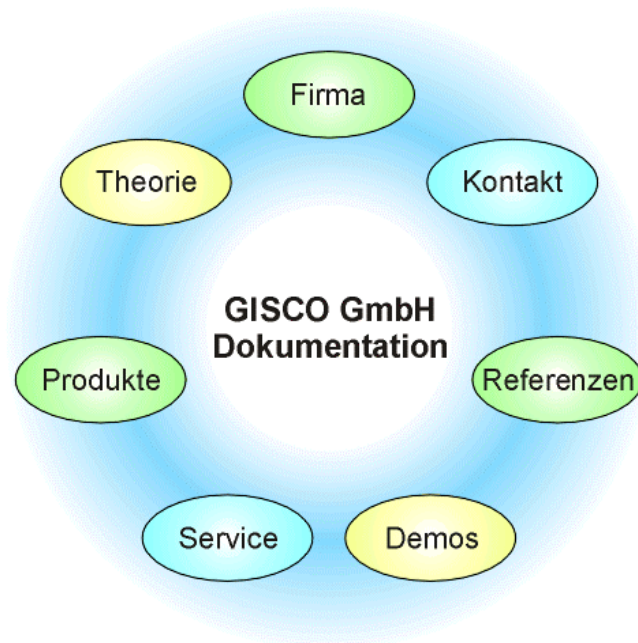 Firma
Theorie
Kontakt
GISCO GmbH
Dokumentation
Produkte
Referenzen
Service
Demos